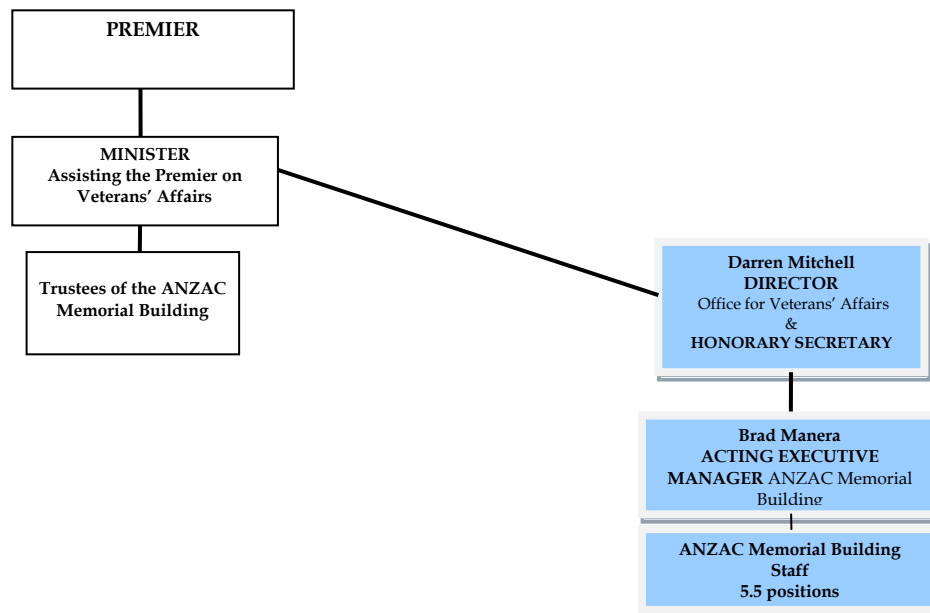 PREMIER
MINISTER
Assisting the Premier on
Veterans’ Affairs
Trustees of the ANZAC
Memorial Building
Darren Mitchell
DIRECTOR
Office for Veterans’ Affairs
&
HONORARY SECRETARY
Brad Manera
ACTING EXECUTIVE
MANAGER ANZAC Memorial
Building
ANZAC Memorial Building
Staff
5.5 positions